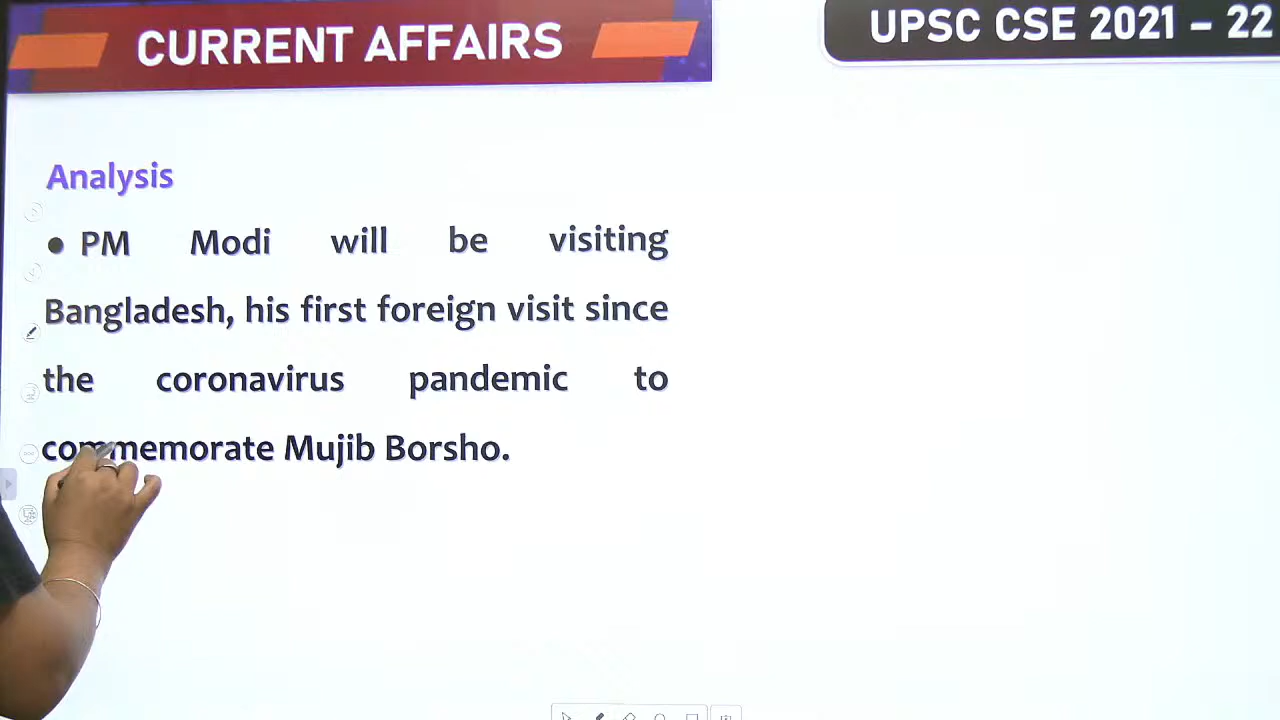 CURRENT AFFAIRS
UPSC CSE 2021 – 22
Analysis
● PM Modi will be visiting
Bangladesh, his first foreign visit since
the coronavirus pandemic to
commemorate Mujib Borsho.